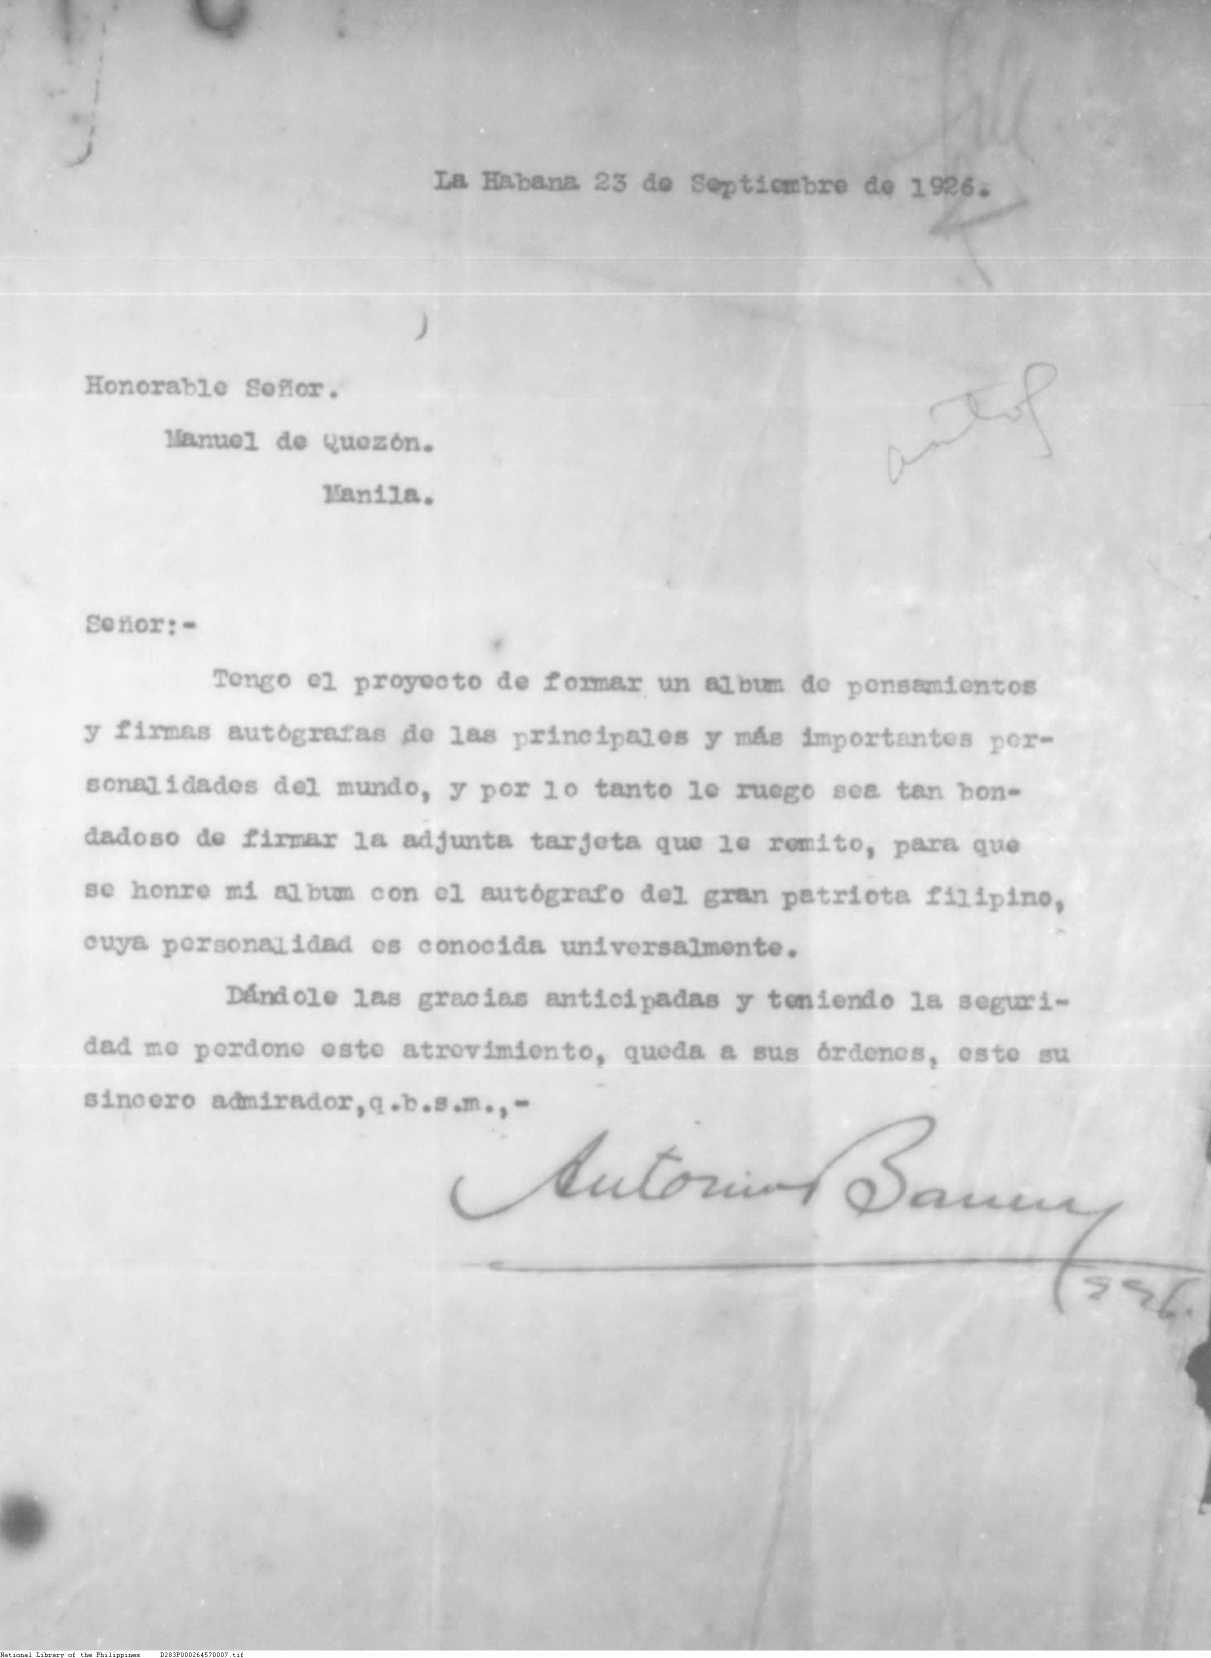 La Habana 23 de Septiembre de 1926.
Honorable Señor.
Manuel de Quezón.
Manila.
Señor:-
Tengo el proyecto de formar un album de pensamientos
y firmas autógrafas de las principales y más importantes per-
sonalidades del mundo, y por lo tanto le ruego sea tan bon-
dadoso de firmar la adjunta tarjeta que le remito, para que
se honre mi album con el autógrafo del gran patriota filipino,
cuya personalidad es conocida universalmente.
Dándole las gracias anticipadas y teniendo la seguri-
dad me perdone este atrevimiento, queda a sus órdenes, este su
sincero admirador,q.b.s.m.,-
Antonino
National Library of the Philippines D283P000264570007.tif